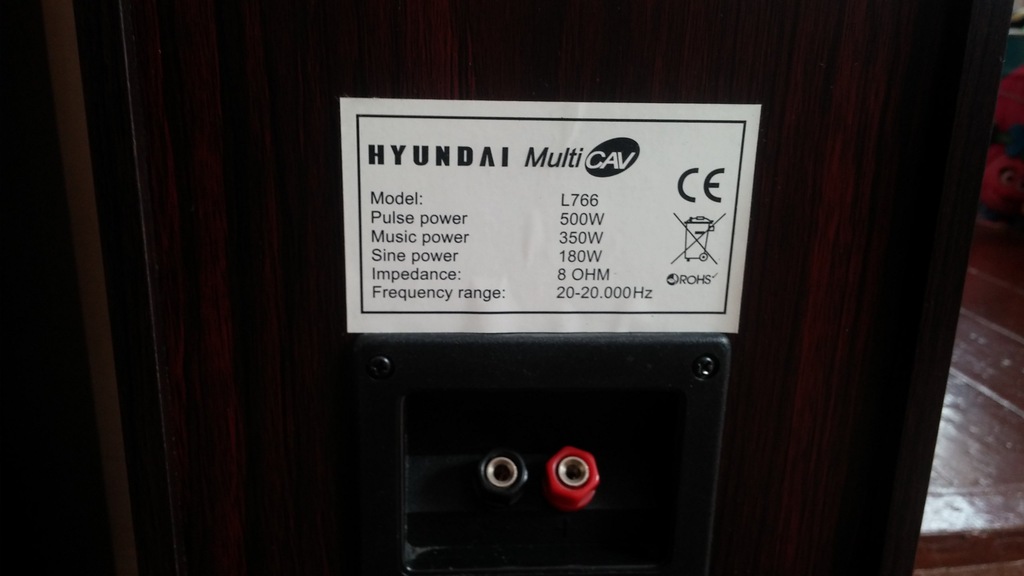 HYUNDAI Multi CAV
CE
Model: L766
Pulse power 500W
Music power 350W
Sine power 180W
Impedance: 8 OHM
Frequency range: 20-20.000Hz
ROHS